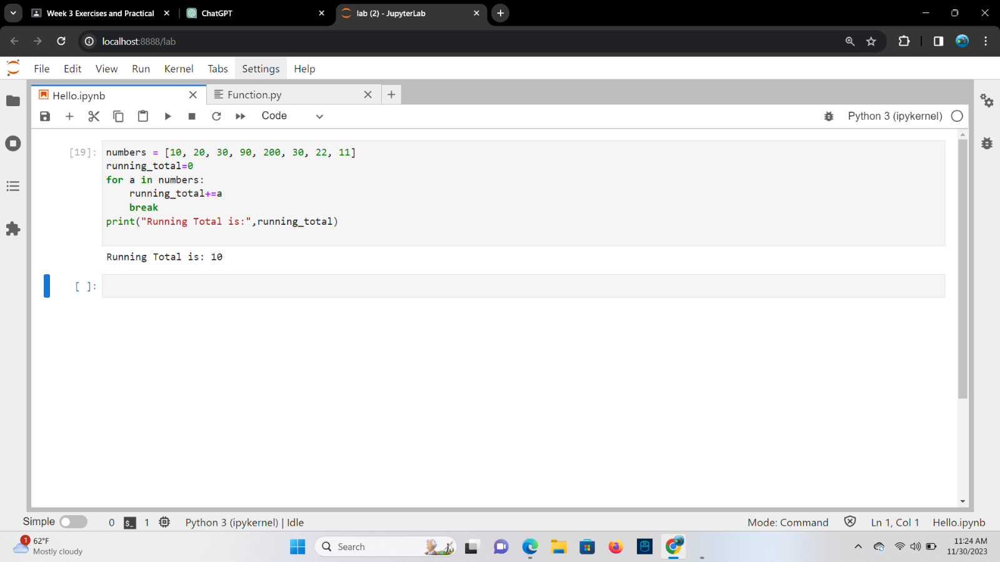 Week 3 Exercises and Practical
ChatGPT
lab (2) - JupyterLab
localhost:8888/lab
File Edit View Run Kernel Tabs Settings Help
Hello.ipynb
Function.py
Code
Python 3 (ipykernel)
[19]:
numbers = [10, 20, 30, 90, 200, 30, 22, 11]
running_total=0
for a in numbers:
    running_total+=a
    break
print("Running Total is:",running_total)
Running Total is: 10
[ ]:
Simple 0 $_ 1 Python 3 (ipykernel) | Idle Mode: Command Ln 1, Col 1 Hello.ipynb
1
62°F
Mostly cloudy
Search
11:24 AM
11/30/2023